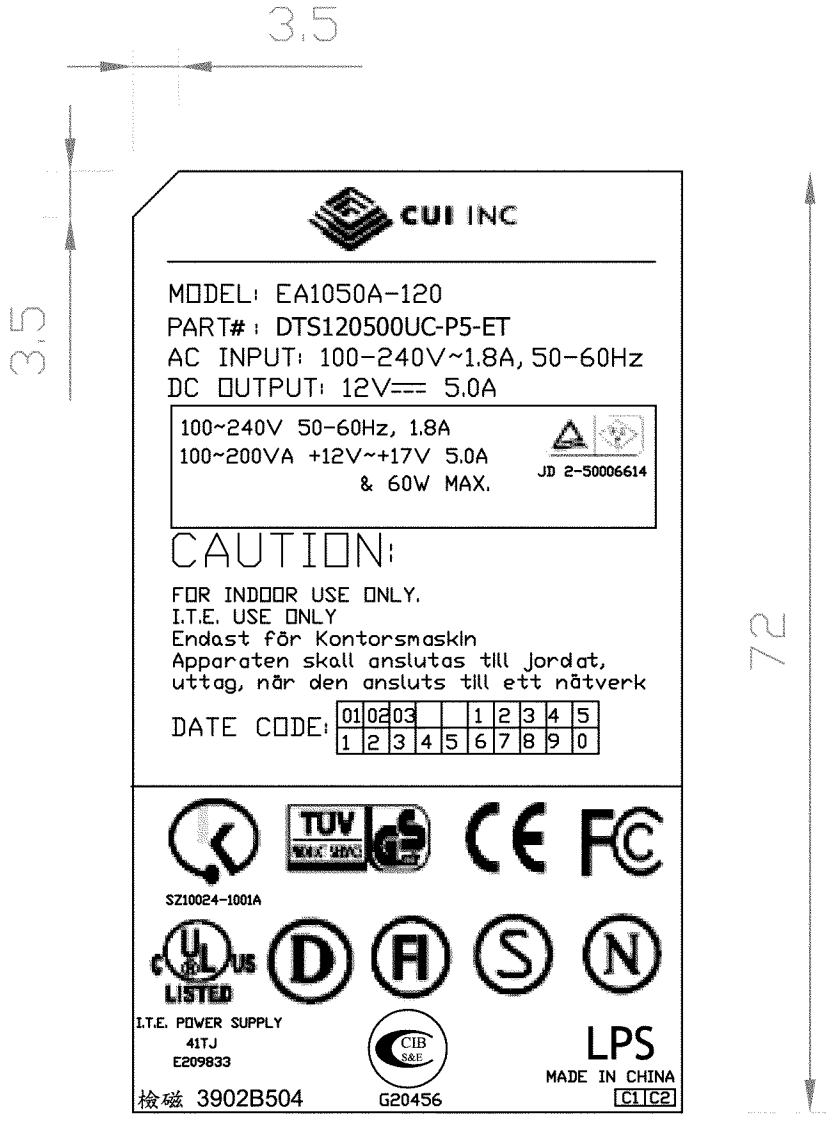 3.5
3.5
72
CUI INC
MODEL: EA1050A-120
PART# : DTS120500UC-P5-ET
AC INPUT: 100-240V~1.8A, 50-60Hz
DC OUTPUT: 12V⎓ 5.0A
100~240V 50-60Hz, 1.8A
100~200VA +12V~+17V 5.0A
& 60W MAX.
JD 2-50006614
CAUTION:
FOR INDOOR USE ONLY.
I.T.E. USE ONLY
Endast för Kontorsmaskin
Apparaten skall anslutas till jordat,
uttag, när den ansluts till ett nätverk
DATE CODE:
01 02 03 1 2 3 4 5
1 2 3 4 5 6 7 8 9 0
SZ10024-1001A
TUV
GS
CE
FC
C UL ® US
LISTED
D
FI
S
N
I.T.E. POWER SUPPLY
41TJ
E209833
CIB
S&E
G20456
LPS
MADE IN CHINA
C1 C2
檢磁 3902B504